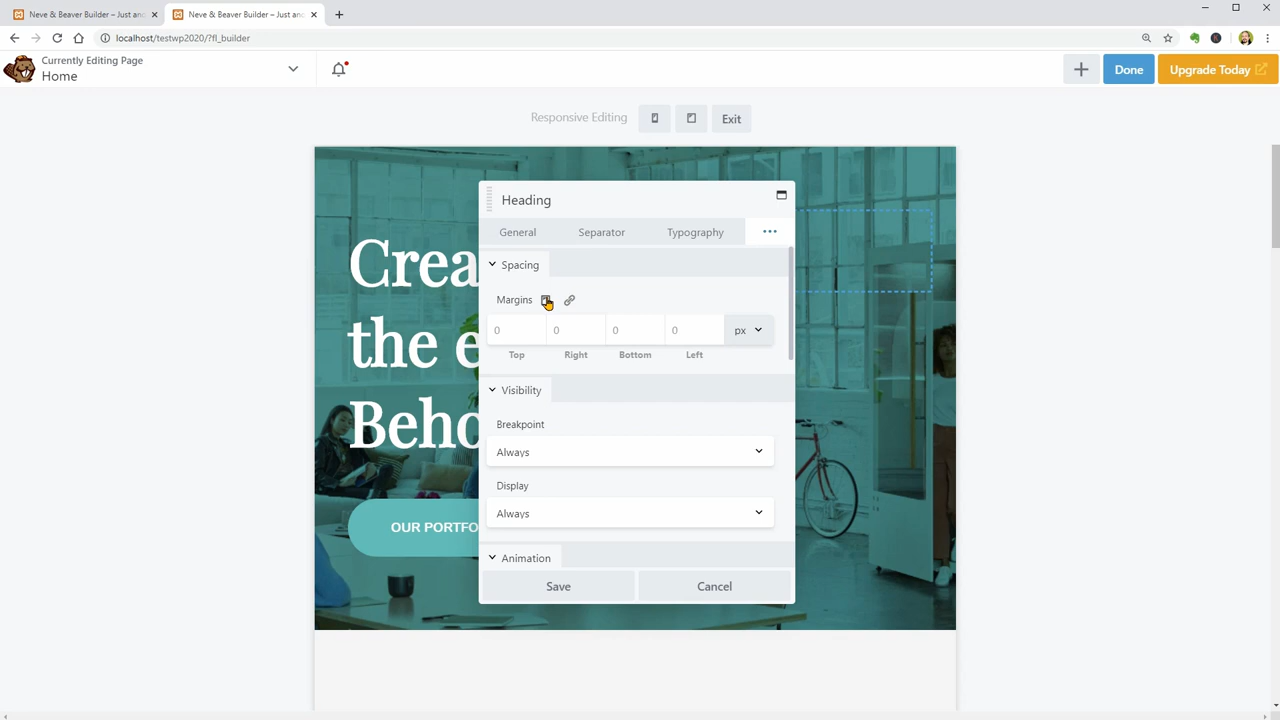 Neve & Beaver Builder – Just and
Neve & Beaver Builder – Just and
localhost/testwp2020/?fl_builder
Currently Editing Page
Home
Done
Upgrade Today
Responsive Editing
Exit
Heading
General
Separator
Typography
Spacing
Margins
0
0
0
0
px
Top
Right
Bottom
Left
Visibility
Breakpoint
Always
Display
Always
Animation
Save
Cancel
Crea
the e
Beho
OUR PORTFO